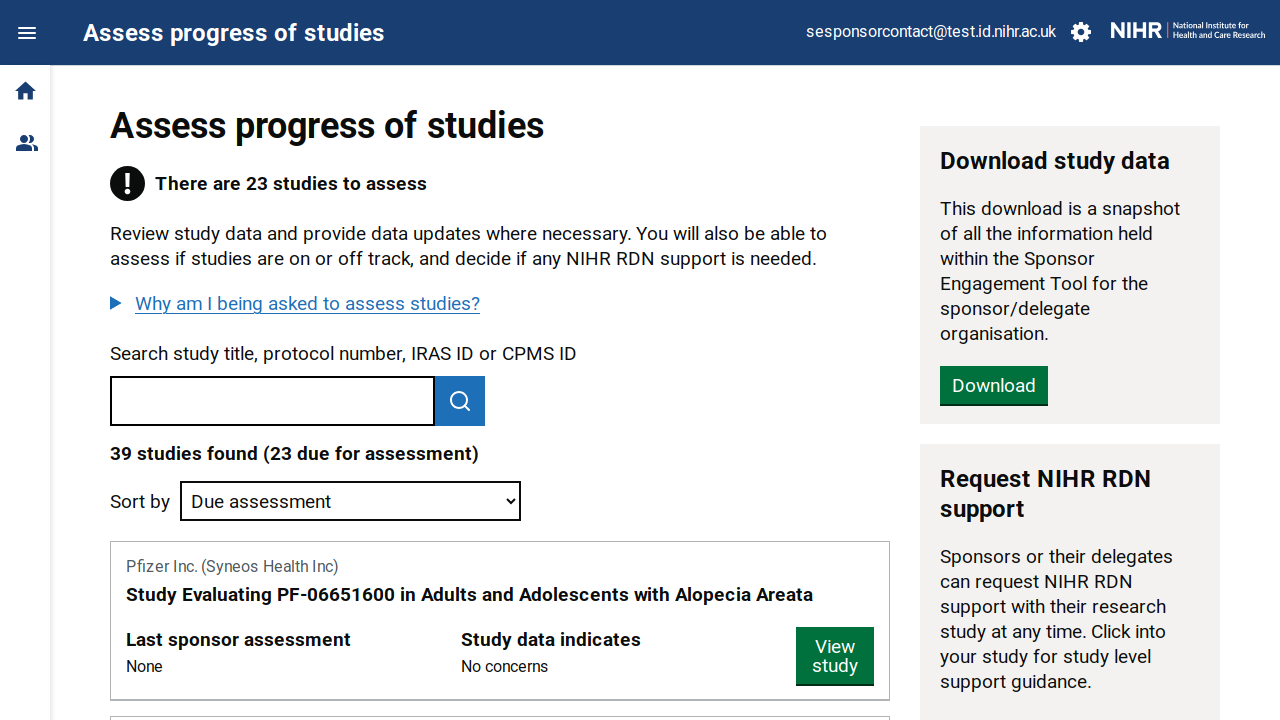 Assess progress of studies
sesponsorcontact@test.id.nihr.ac.uk
NIHR | National Institute for
Health and Care Research
Assess progress of studies
There are 23 studies to assess
Review study data and provide data updates where necessary. You will also be able to
assess if studies are on or off track, and decide if any NIHR RDN support is needed.
Why am I being asked to assess studies?
Search study title, protocol number, IRAS ID or CPMS ID
39 studies found (23 due for assessment)
Sort by
Due assessment
Pfizer Inc. (Syneos Health Inc)
Study Evaluating PF-06651600 in Adults and Adolescents with Alopecia Areata
Last sponsor assessment
None
Study data indicates
No concerns
View
study
Download study data
This download is a snapshot
of all the information held
within the Sponsor
Engagement Tool for the
sponsor/delegate
organisation.
Download
Request NIHR RDN
support
Sponsors or their delegates
can request NIHR RDN
support with their research
study at any time. Click into
your study for study level
support guidance.